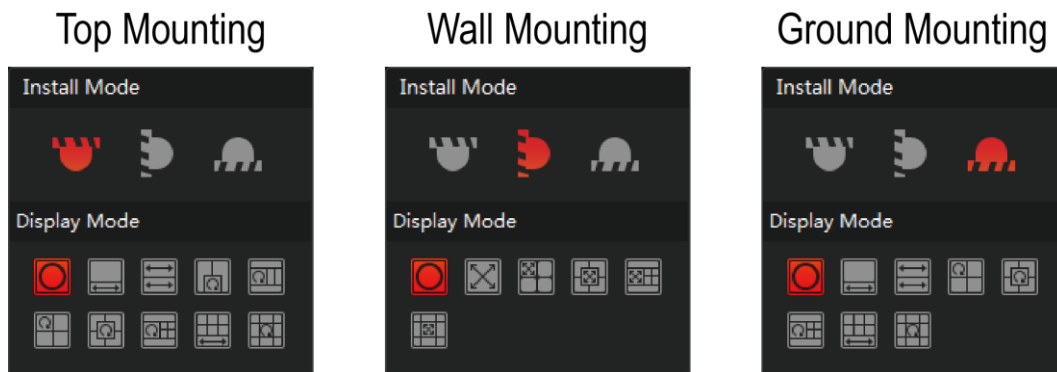 Top Mounting
Install Mode
Display Mode
Wall Mounting
Install Mode
Display Mode
Ground Mounting
Install Mode
Display Mode